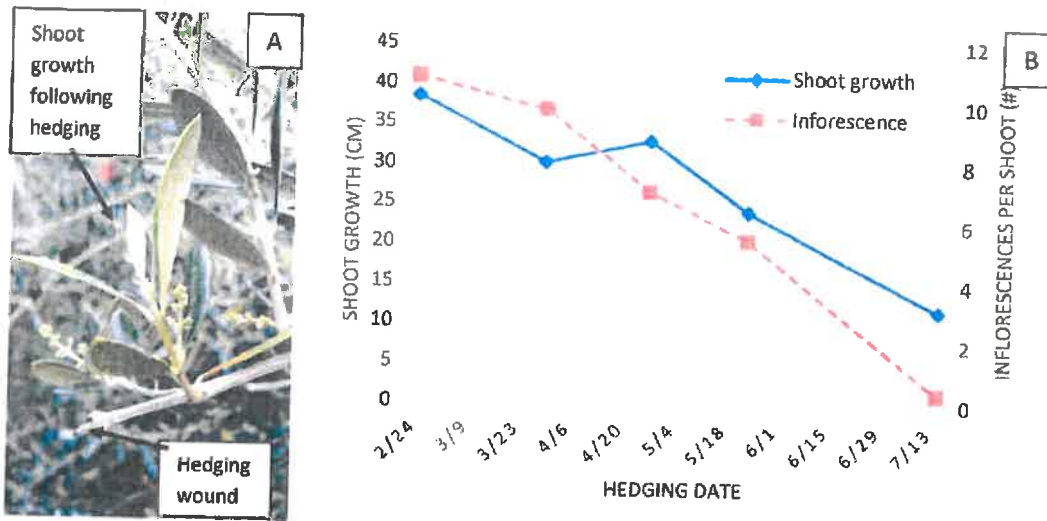 Shoot
growth
following
hedging
A
Hedging
wound
B
SHOOT GROWTH (CM)
45
40
35
30
25
20
15
10
5
0
Shoot growth
Inforescence
INFLORESCENCES PER SHOOT (#)
12
10
8
6
4
2
0
2/24
3/9
3/23
4/6
4/20
5/4
5/18
6/1
6/15
6/29
7/13
HEDGING DATE